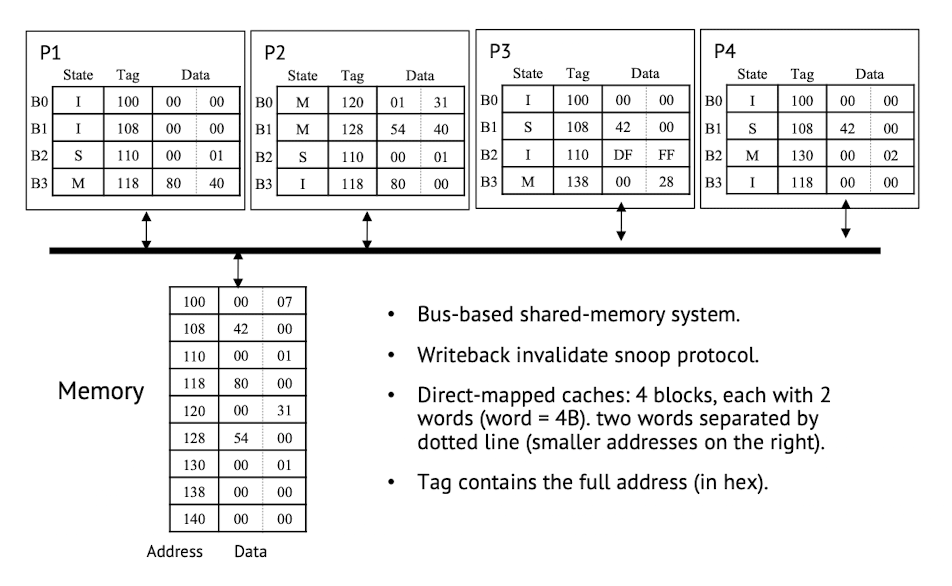 P1
State Tag Data
B0 I 100 00 00
B1 I 108 00 00
B2 S 110 00 01
B3 M 118 80 40
P2
State Tag Data
B0 M 120 01 31
B1 M 128 54 40
B2 S 110 00 01
B3 I 118 80 00
P3
State Tag Data
B0 I 100 00 00
B1 S 108 42 00
B2 I 110 DF FF
B3 M 138 00 28
P4
State Tag Data
B0 I 100 00 00
B1 S 108 42 00
B2 M 130 00 02
B3 I 118 00 00
Memory
100 00 07
108 42 00
110 00 01
118 80 00
120 00 31
128 54 00
130 00 01
138 00 00
140 00 00
Address Data
• Bus-based shared-memory system.
• Writeback invalidate snoop protocol.
• Direct-mapped caches: 4 blocks, each with 2
words (word = 4B). two words separated by
dotted line (smaller addresses on the right).
• Tag contains the full address (in hex).